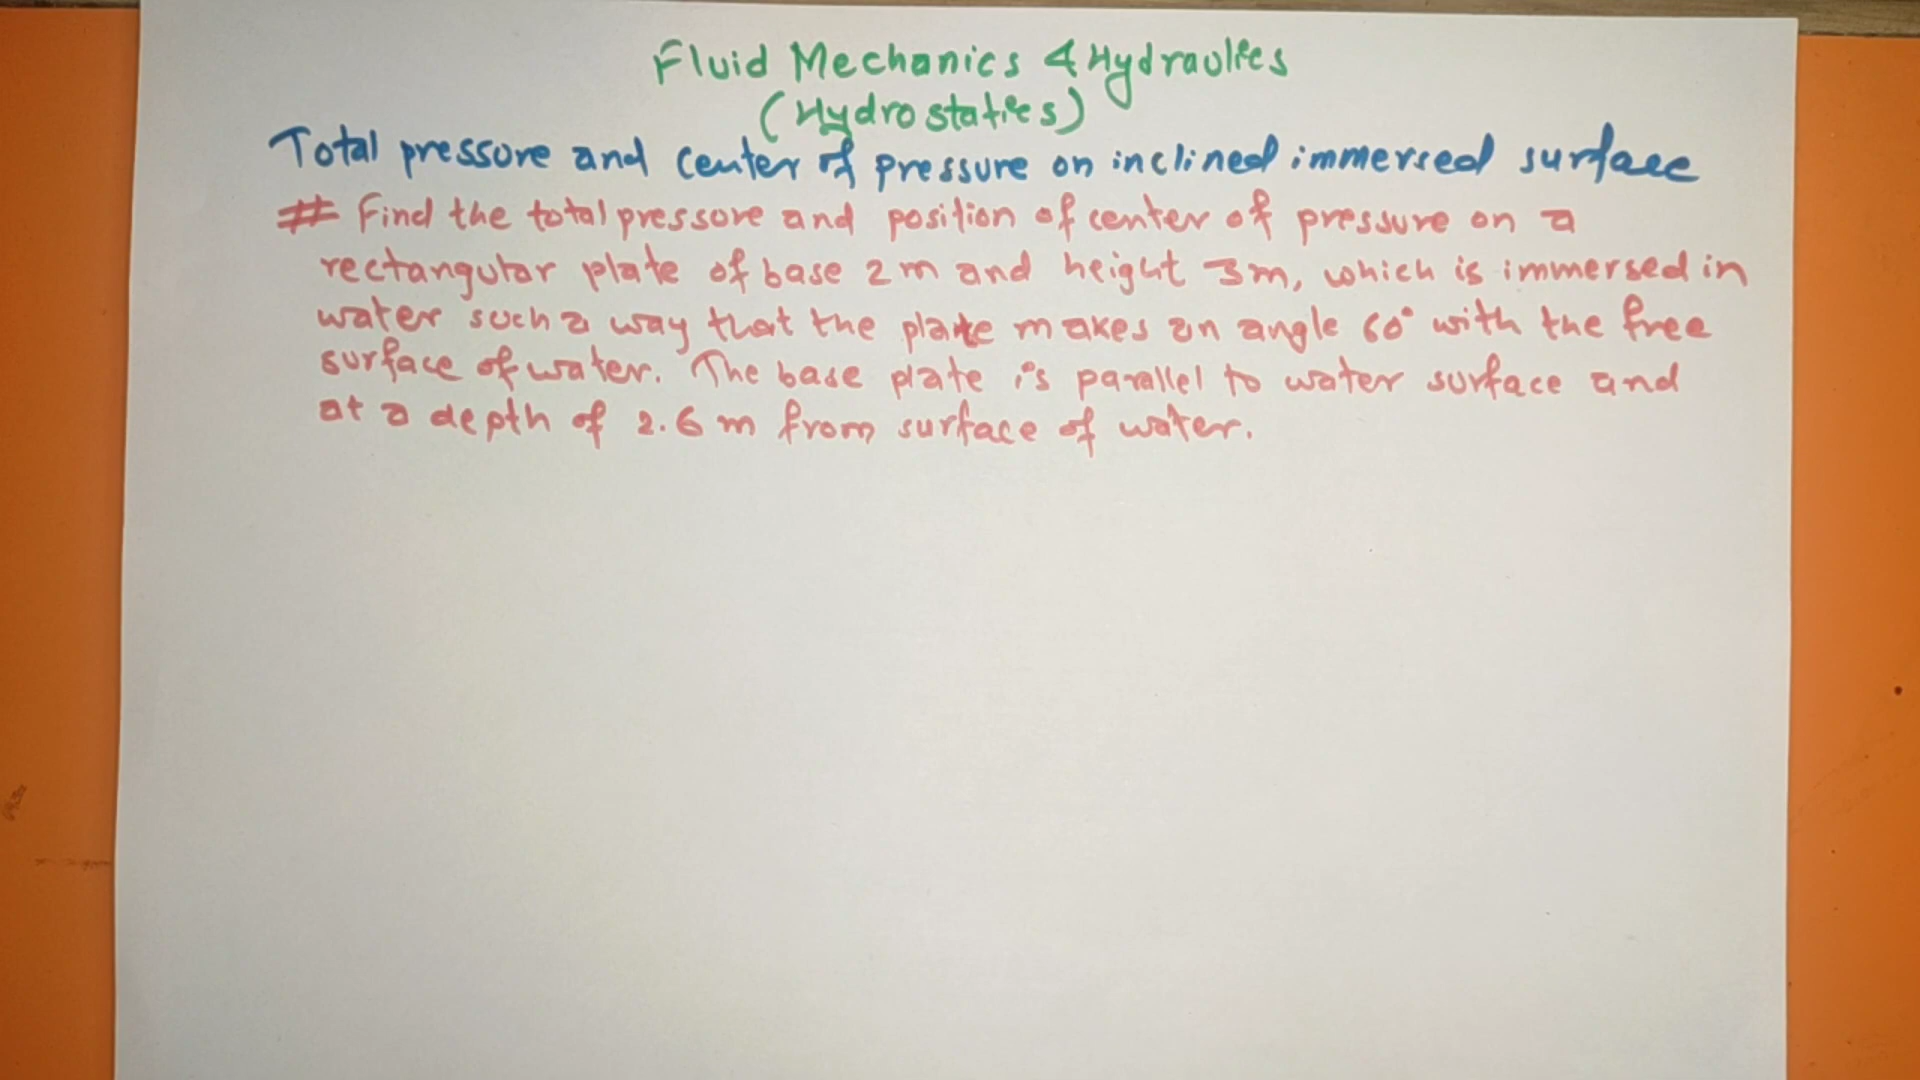 Fluid Mechanics & Hydraulics
(Hydrostatics)
Total pressure and center of pressure on inclined immersed surface
# Find the total pressure and position of center of pressure on a
rectangular plate of base 2m and height 3m, which is immersed in
water such a way that the plate makes an angle 60° with the free
surface of water. The base plate is parallel to water surface and
at a depth of 2.6 m from surface of water.